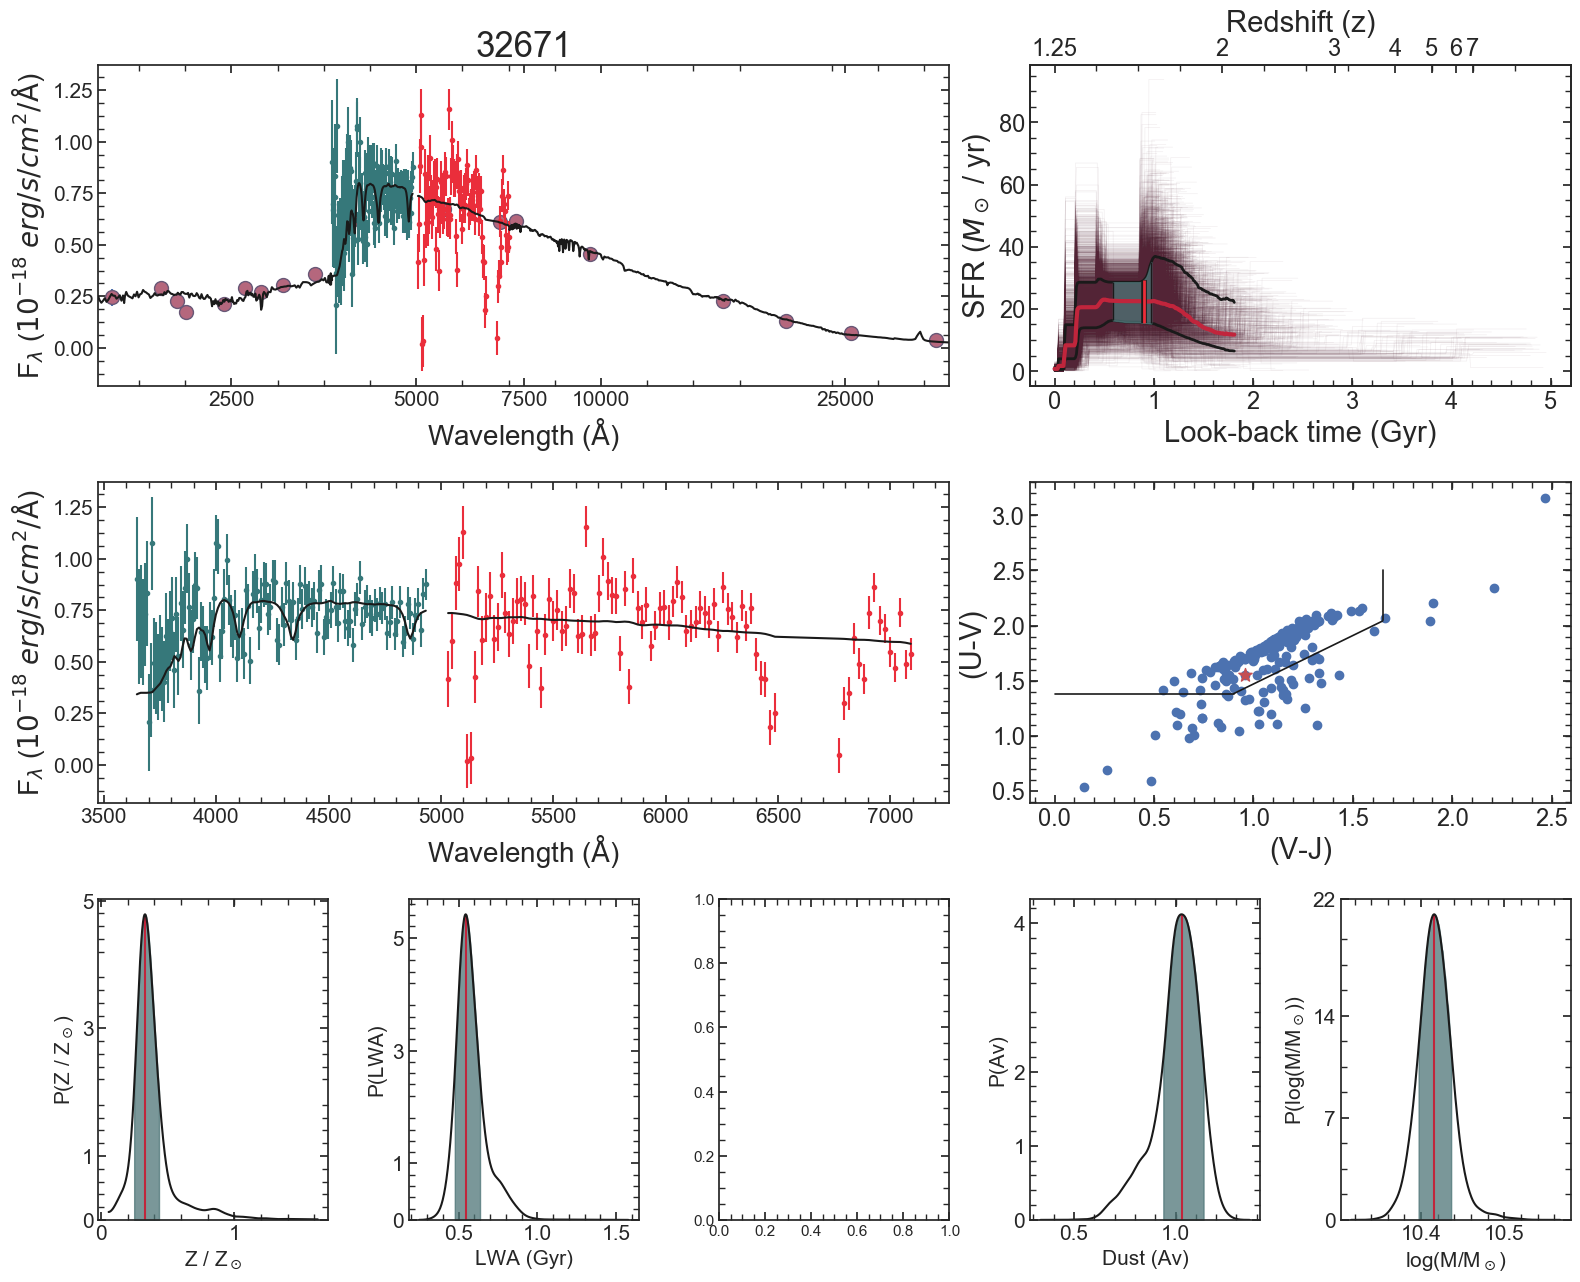 32671
1.25
1.00
0.75
0.50
0.25
0.00
F_λ (10^{-18} erg/s/cm^2/Å)
2500 5000 7500 10000 25000
Wavelength (Å)
Redshift (z)
1.25 2 3 4 5 6 7
80
60
40
20
0
SFR (M_⊙ / yr)
0 1 2 3 4 5
Look-back time (Gyr)
1.25
1.00
0.75
0.50
0.25
0.00
F_λ (10^{-18} erg/s/cm^2/Å)
3500 4000 4500 5000 5500 6000 6500 7000
Wavelength (Å)
3.0
2.5
2.0
1.5
1.0
0.5
(U-V)
0.0 0.5 1.0 1.5 2.0 2.5
(V-J)
5
3
1
0
P(Z / Z_⊙)
0 1
Z / Z_⊙
5
3
1
0
P(LWA)
0.5 1.0 1.5
LWA (Gyr)
1.0
0.8
0.6
0.4
0.2
0.0
0.0 0.2 0.4 0.6 0.8 1.0
4
2
1
0
P(Av)
0.5 1.0
Dust (Av)
22
14
7
0
P(log(M/M_⊙))
10.4 10.5
log(M/M_⊙)